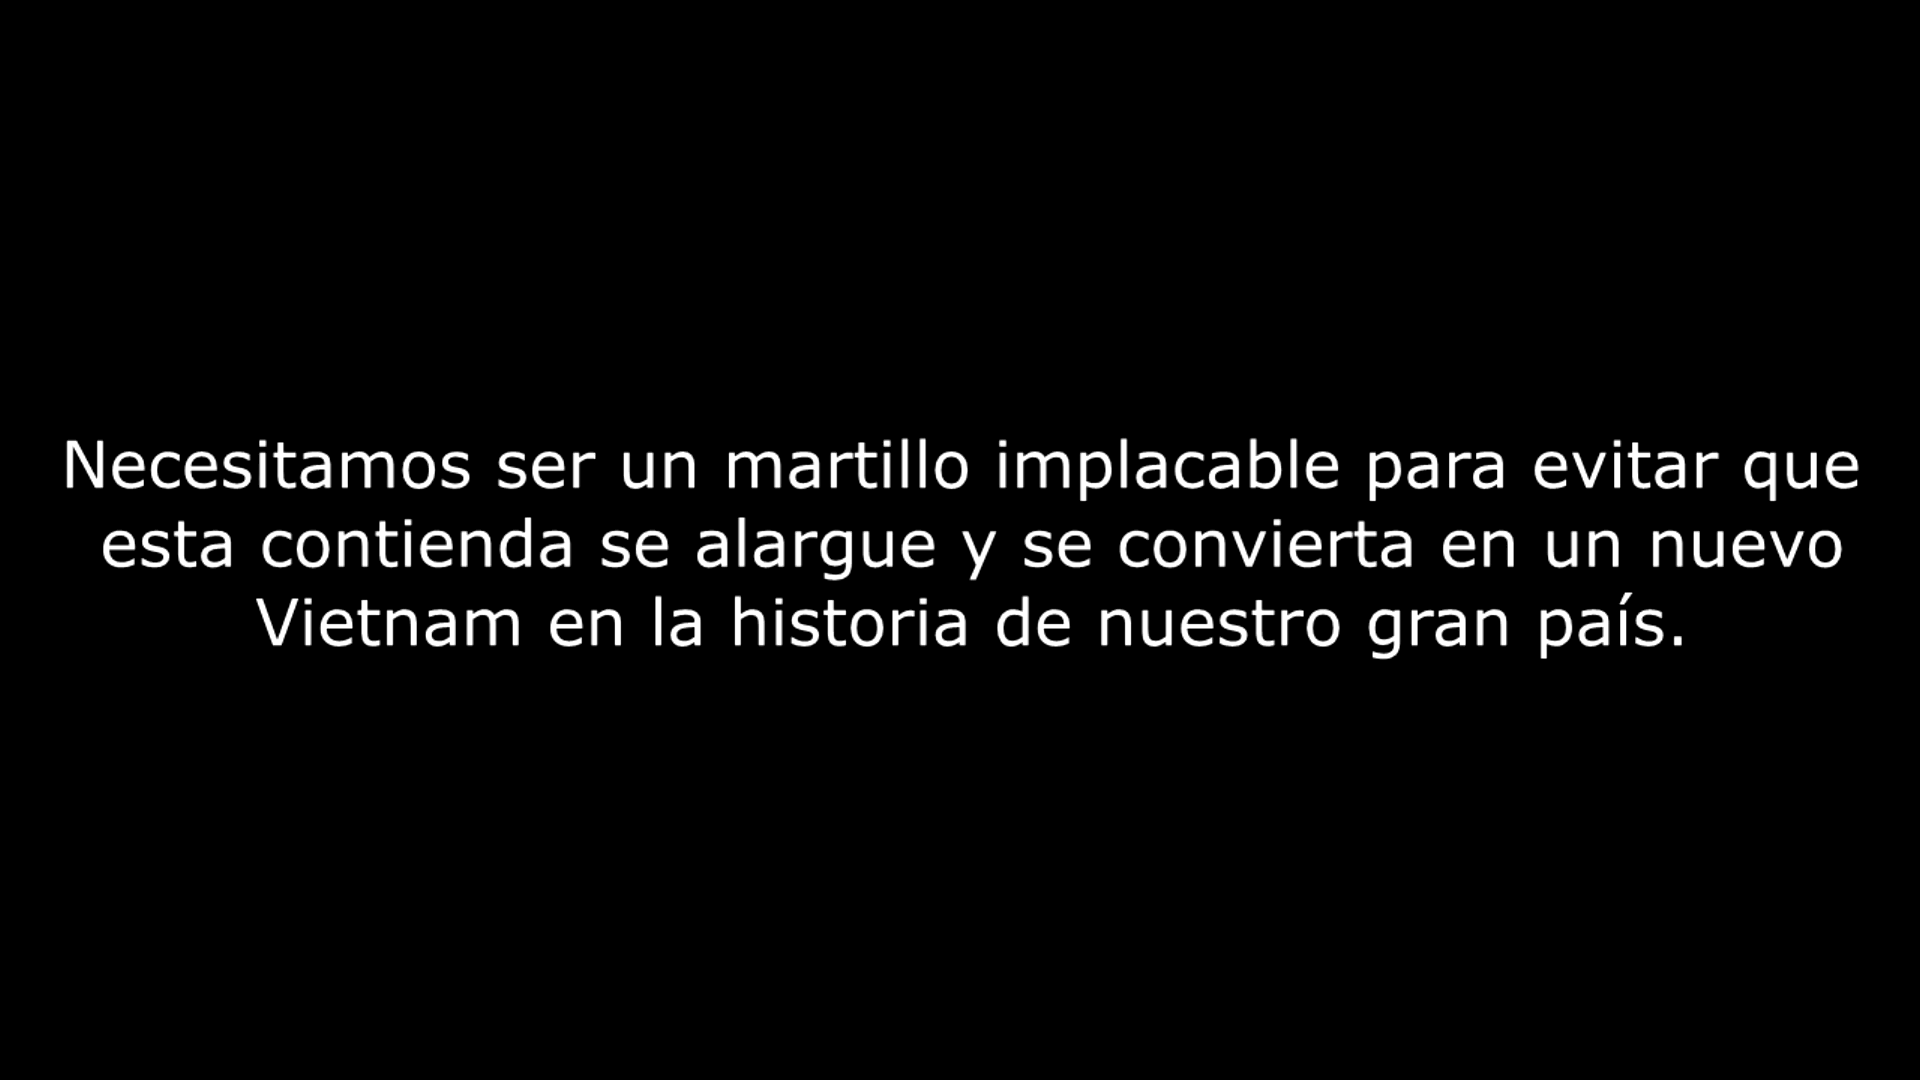 Necesitamos ser un martillo implacable para evitar que
esta contienda se alargue y se convierta en un nuevo
Vietnam en la historia de nuestro gran país.